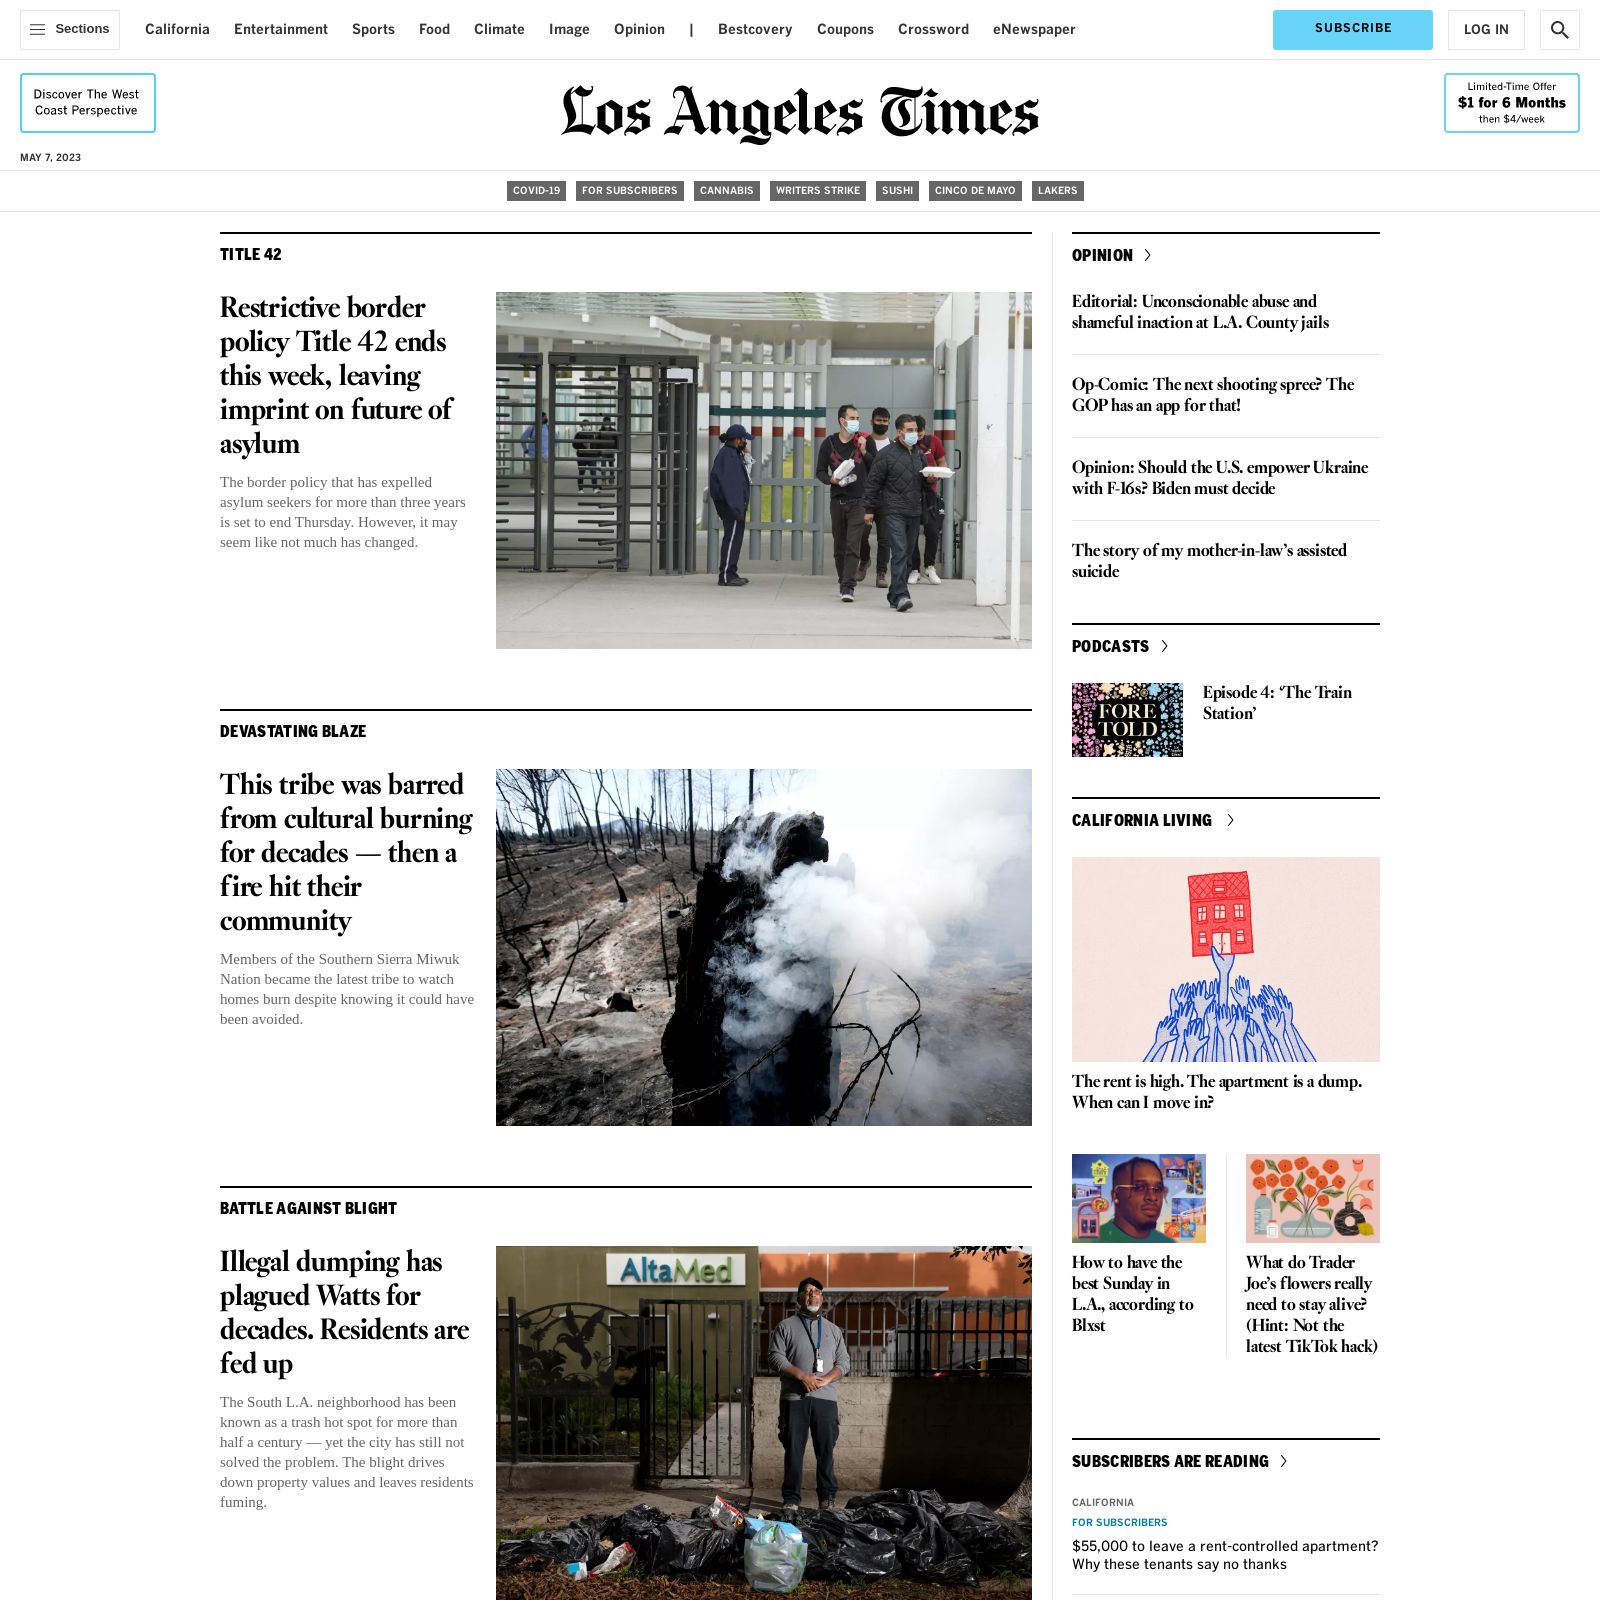 Sections
California
Entertainment
Sports
Food
Climate
Image
Opinion
|
Bestcovery
Coupons
Crossword
eNewspaper
SUBSCRIBE
LOG IN
Discover The West
Coast Perspective
Los Angeles Times
Limited-Time Offer
$1 for 6 Months
then $4/week
MAY 7, 2023
COVID-19
FOR SUBSCRIBERS
CANNABIS
WRITERS STRIKE
SUSHI
CINCO DE MAYO
LAKERS
TITLE 42
Restrictive border
policy Title 42 ends
this week, leaving
imprint on future of
asylum
The border policy that has expelled
asylum seekers for more than three years
is set to end Thursday. However, it may
seem like not much has changed.
DEVASTATING BLAZE
This tribe was barred
from cultural burning
for decades — then a
fire hit their
community
Members of the Southern Sierra Miwuk
Nation became the latest tribe to watch
homes burn despite knowing it could have
been avoided.
BATTLE AGAINST BLIGHT
Illegal dumping has
plagued Watts for
decades. Residents are
fed up
The South L.A. neighborhood has been
known as a trash hot spot for more than
half a century — yet the city has still not
solved the problem. The blight drives
down property values and leaves residents
fuming.
AltaMed
OPINION
Editorial: Unconscionable abuse and
shameful inaction at L.A. County jails
Op-Comic: The next shooting spree? The
GOP has an app for that!
Opinion: Should the U.S. empower Ukraine
with F-16s? Biden must decide
The story of my mother-in-law’s assisted
suicide
PODCASTS
FORE
TOLD
Episode 4: ‘The Train
Station’
CALIFORNIA LIVING
The rent is high. The apartment is a dump.
When can I move in?
How to have the
best Sunday in
L.A., according to
Blxst
What do Trader
Joe’s flowers really
need to stay alive?
(Hint: Not the
latest TikTok hack)
SUBSCRIBERS ARE READING
CALIFORNIA
FOR SUBSCRIBERS
$55,000 to leave a rent-controlled apartment?
Why these tenants say no thanks